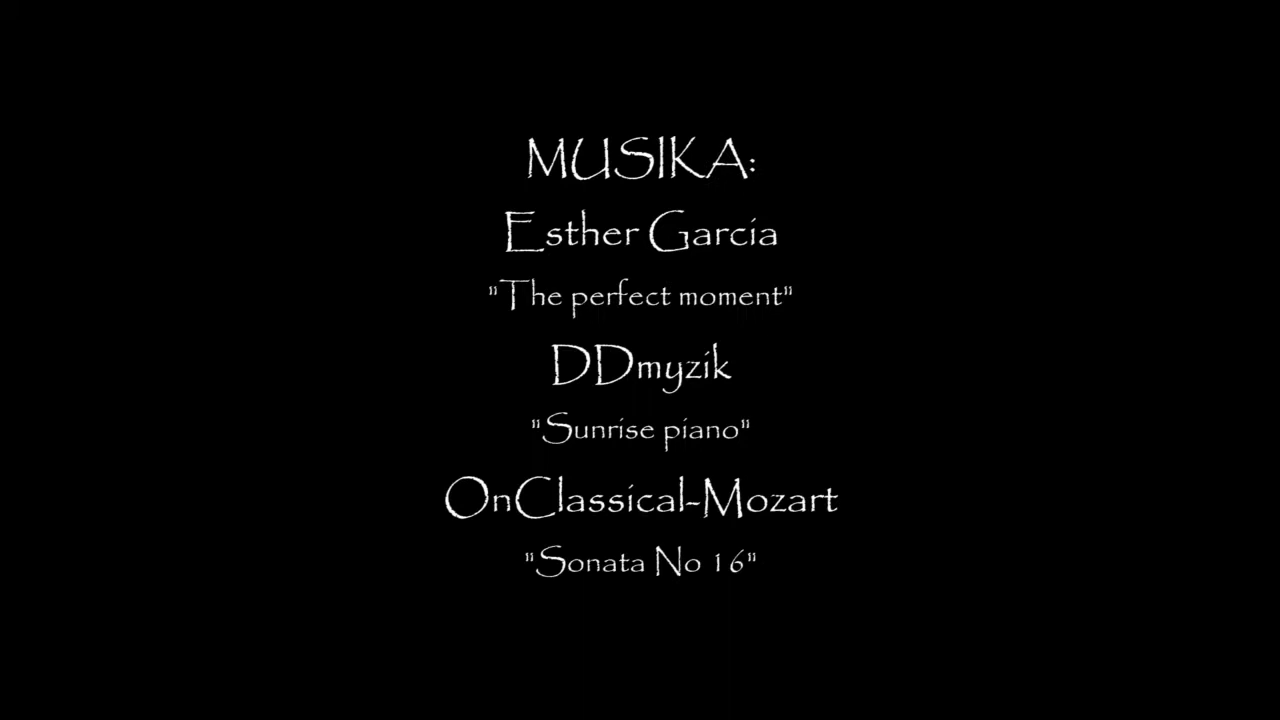 MUSIKA:
Esther Garcia
"The perfect moment"
DDmyzik
"Sunrise piano"
OnClassical-Mozart
"Sonata No 16"